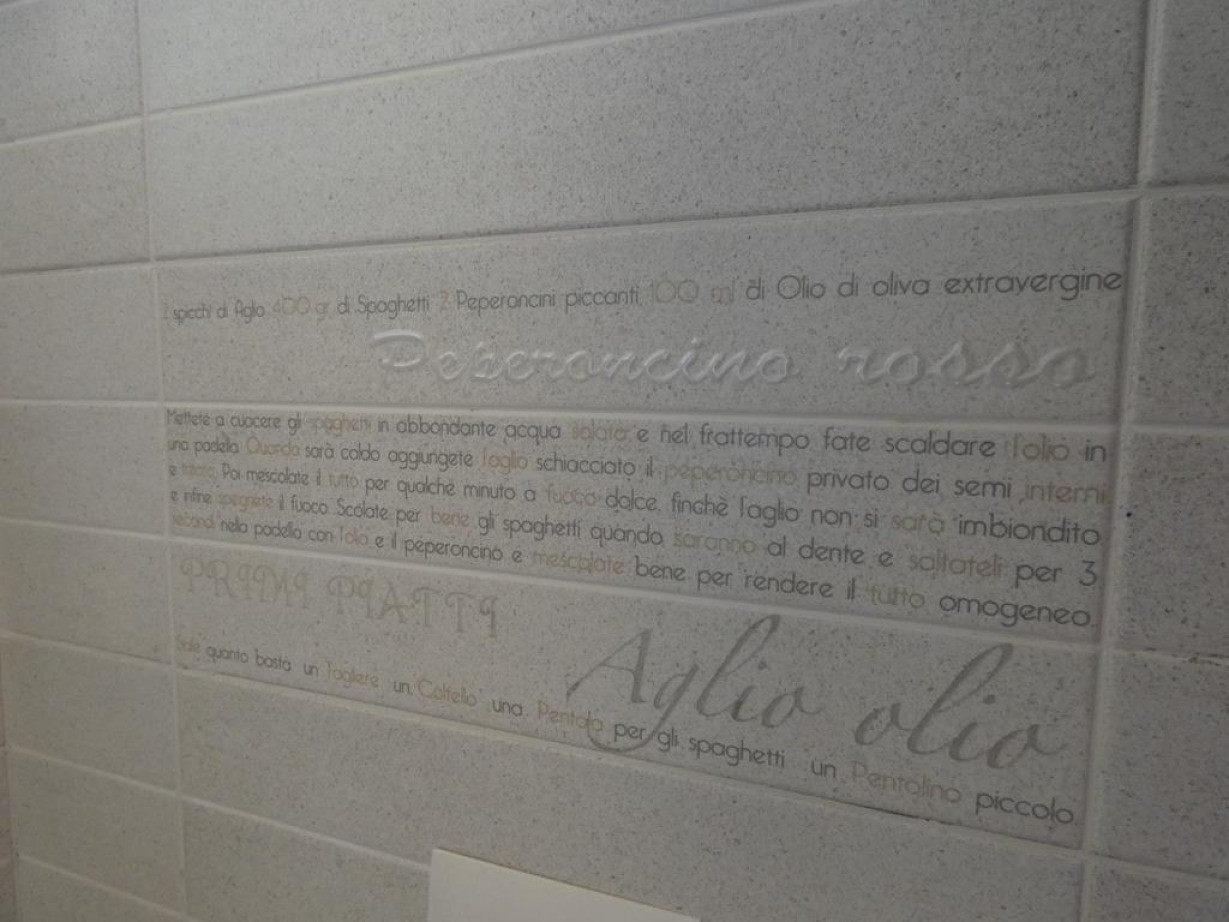 2 spicchi di Aglio 400 gr di Spaghetti 2 Peperoncini piccanti 100 ml di Olio di oliva extravergine
Peperoncino rosso
Mettete a cuocere gli spaghetti in abbondante acqua salata e nel frattempo fate scaldare l'olio in
una padella Quando sarà caldo aggiungete l'aglio schiacciato il peperoncino privato dei semi interni
e tritato. Poi mescolate il tutto per qualche minuto a fuoco dolce, finchè l'aglio non si sarà imbiondito
e infine spegnete il fuoco Scolate per bene gli spaghetti quando saranno al dente e saltateli per 3
secondi nella padella con l'olio e il peperoncino e mescolate bene per rendere il tutto omogeneo.
PRIMI PIATTI
Aglio olio
Sale quanto basta un Tagliere un Coltello una Pentola per gli spaghetti un Pentolino piccolo